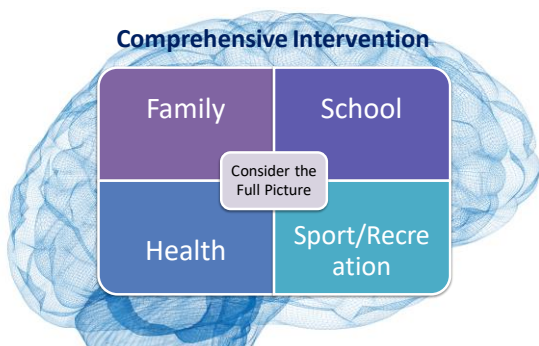 Comprehensive Intervention
Family
School
Consider the
Full Picture
Health
Sport/Recre
ation